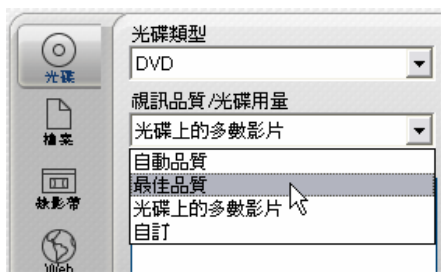 光碟類型
DVD
光碟
視訊品質/光碟用量
光碟上的多數影片
檔案
自動品質
最佳品質
錄影帶
光碟上的多數影片
自訂
Web